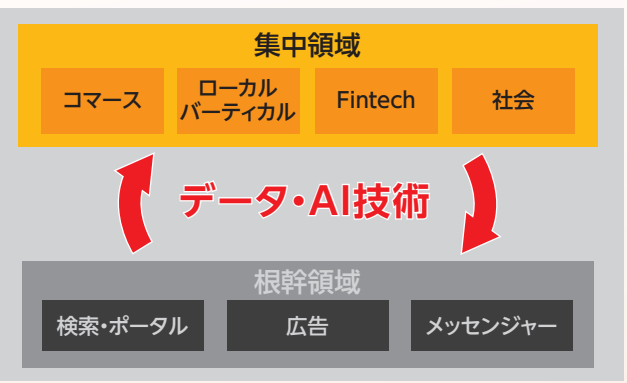 集中領域
コマース
ローカル
バーティカル
Fintech
社会
データ・AI技術
根幹領域
検索・ポータル
広告
メッセンジャー